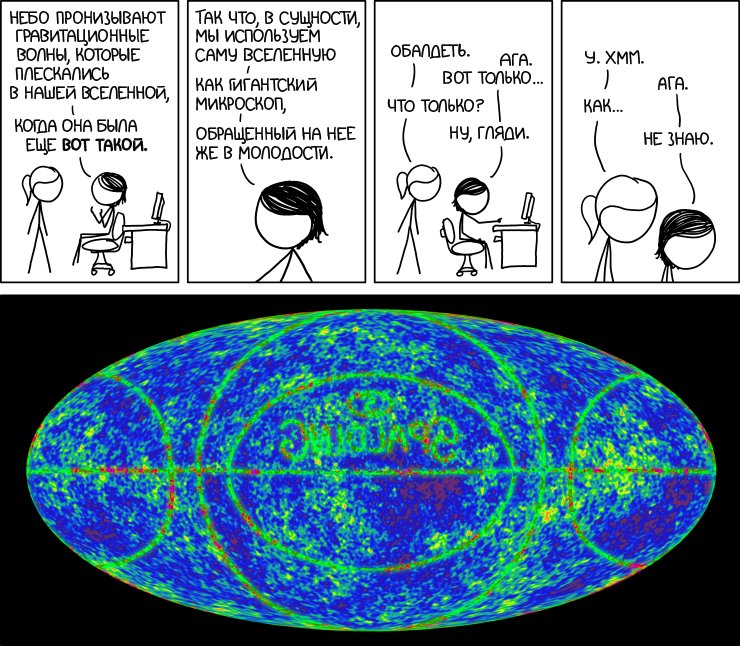 НЕБО ПРОНИЗЫВАЮТ
ГРАВИТАЦИОННЫЕ
ВОЛНЫ, КОТОРЫЕ
ПЛЕСКАЛИСЬ
В НАШЕЙ ВСЕЛЕННОЙ,
КОГДА ОНА БЫЛА
ЕЩЕ ВОТ ТАКОЙ.
ТАК ЧТО, В СУЩНОСТИ,
МЫ ИСПОЛЬЗУЕМ
САМУ ВСЕЛЕННУЮ
КАК ГИГАНТСКИЙ
МИКРОСКОП,
ОБРАЩЕННЫЙ НА НЕЕ
ЖЕ В МОЛОДОСТИ.
ОБАЛДЕТЬ.
АГА.
ВОТ ТОЛЬКО...
ЧТО ТОЛЬКО?
НУ, ГЛЯДИ.
У. ХММ.
АГА.
КАК...
НЕ ЗНАЮ.
SPALDING